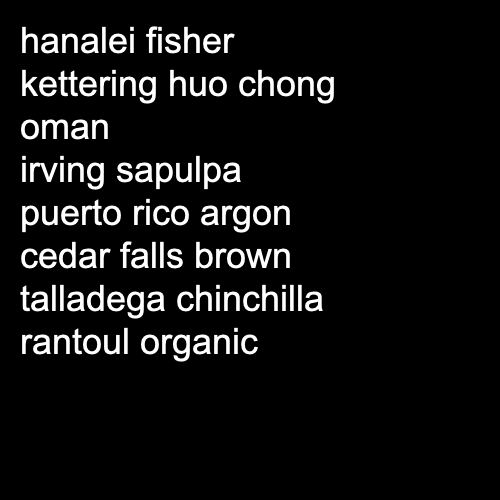 hanalei fisher
kettering huo chong
oman
irving sapulpa
puerto rico argon
cedar falls brown
talladega chinchilla
rantoul organic